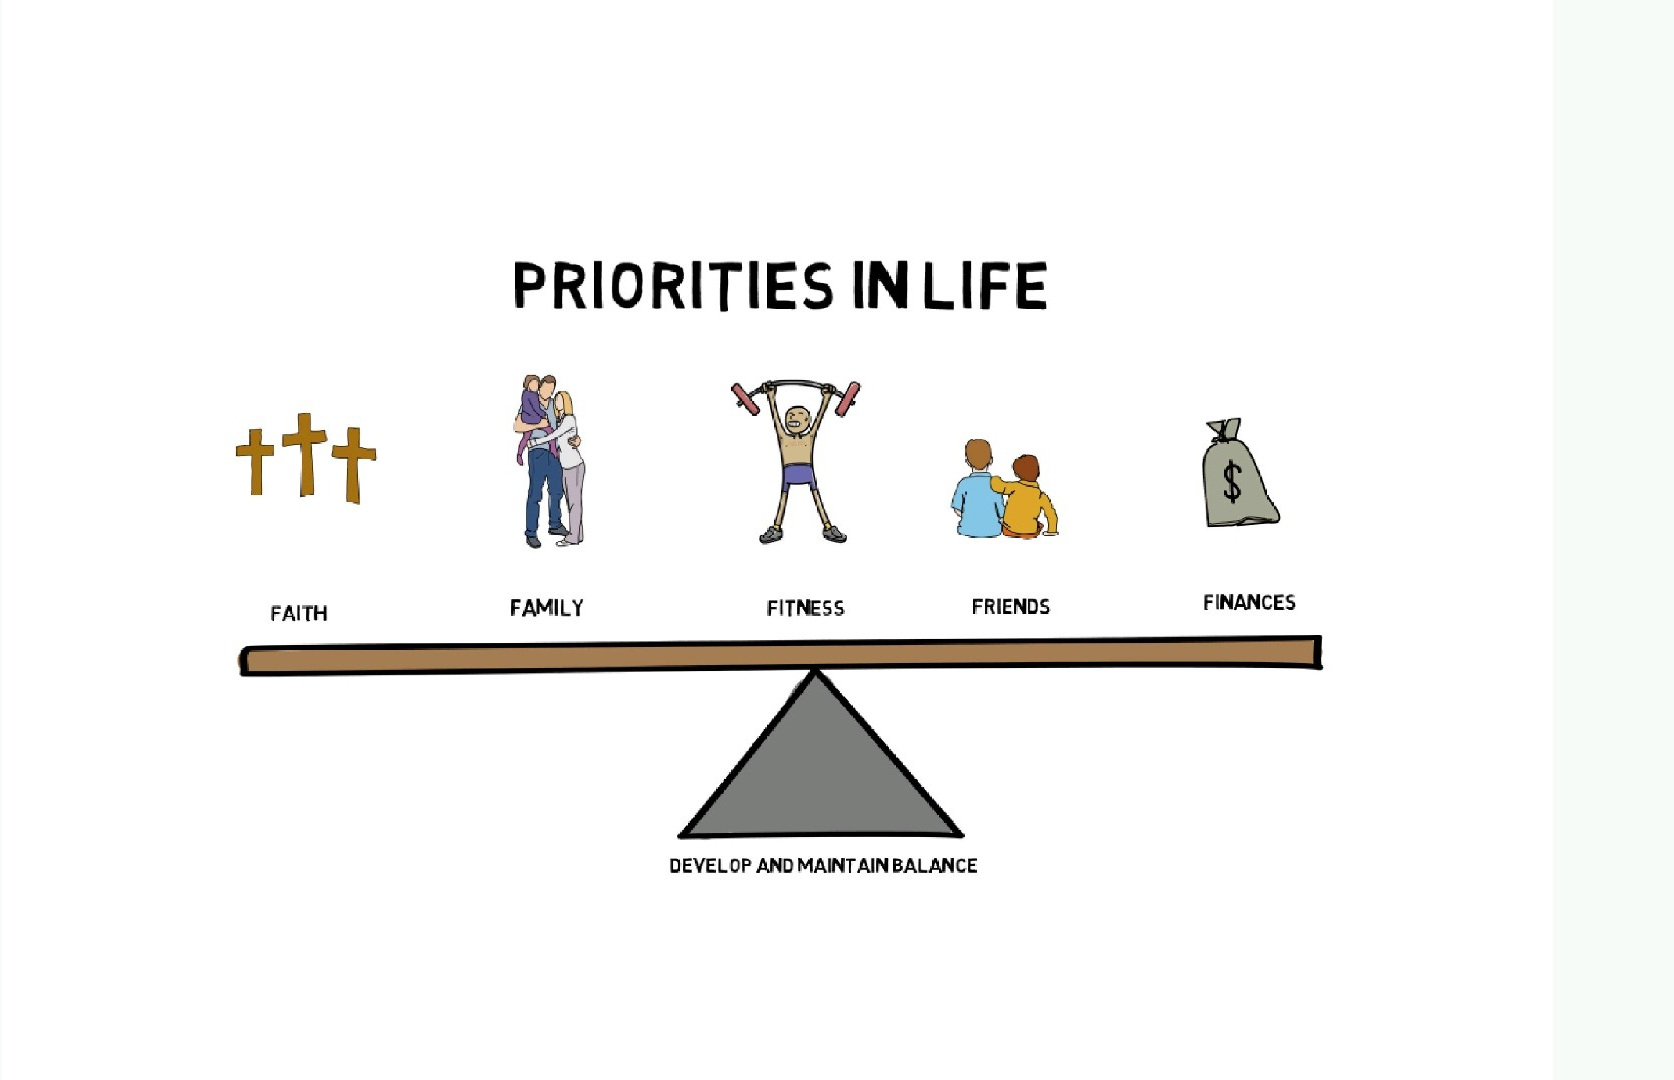 PRIORITIES IN LIFE
FAITH
FAMILY
FITNESS
FRIENDS
FINANCES
$
DEVELOP AND MAINTAIN BALANCE